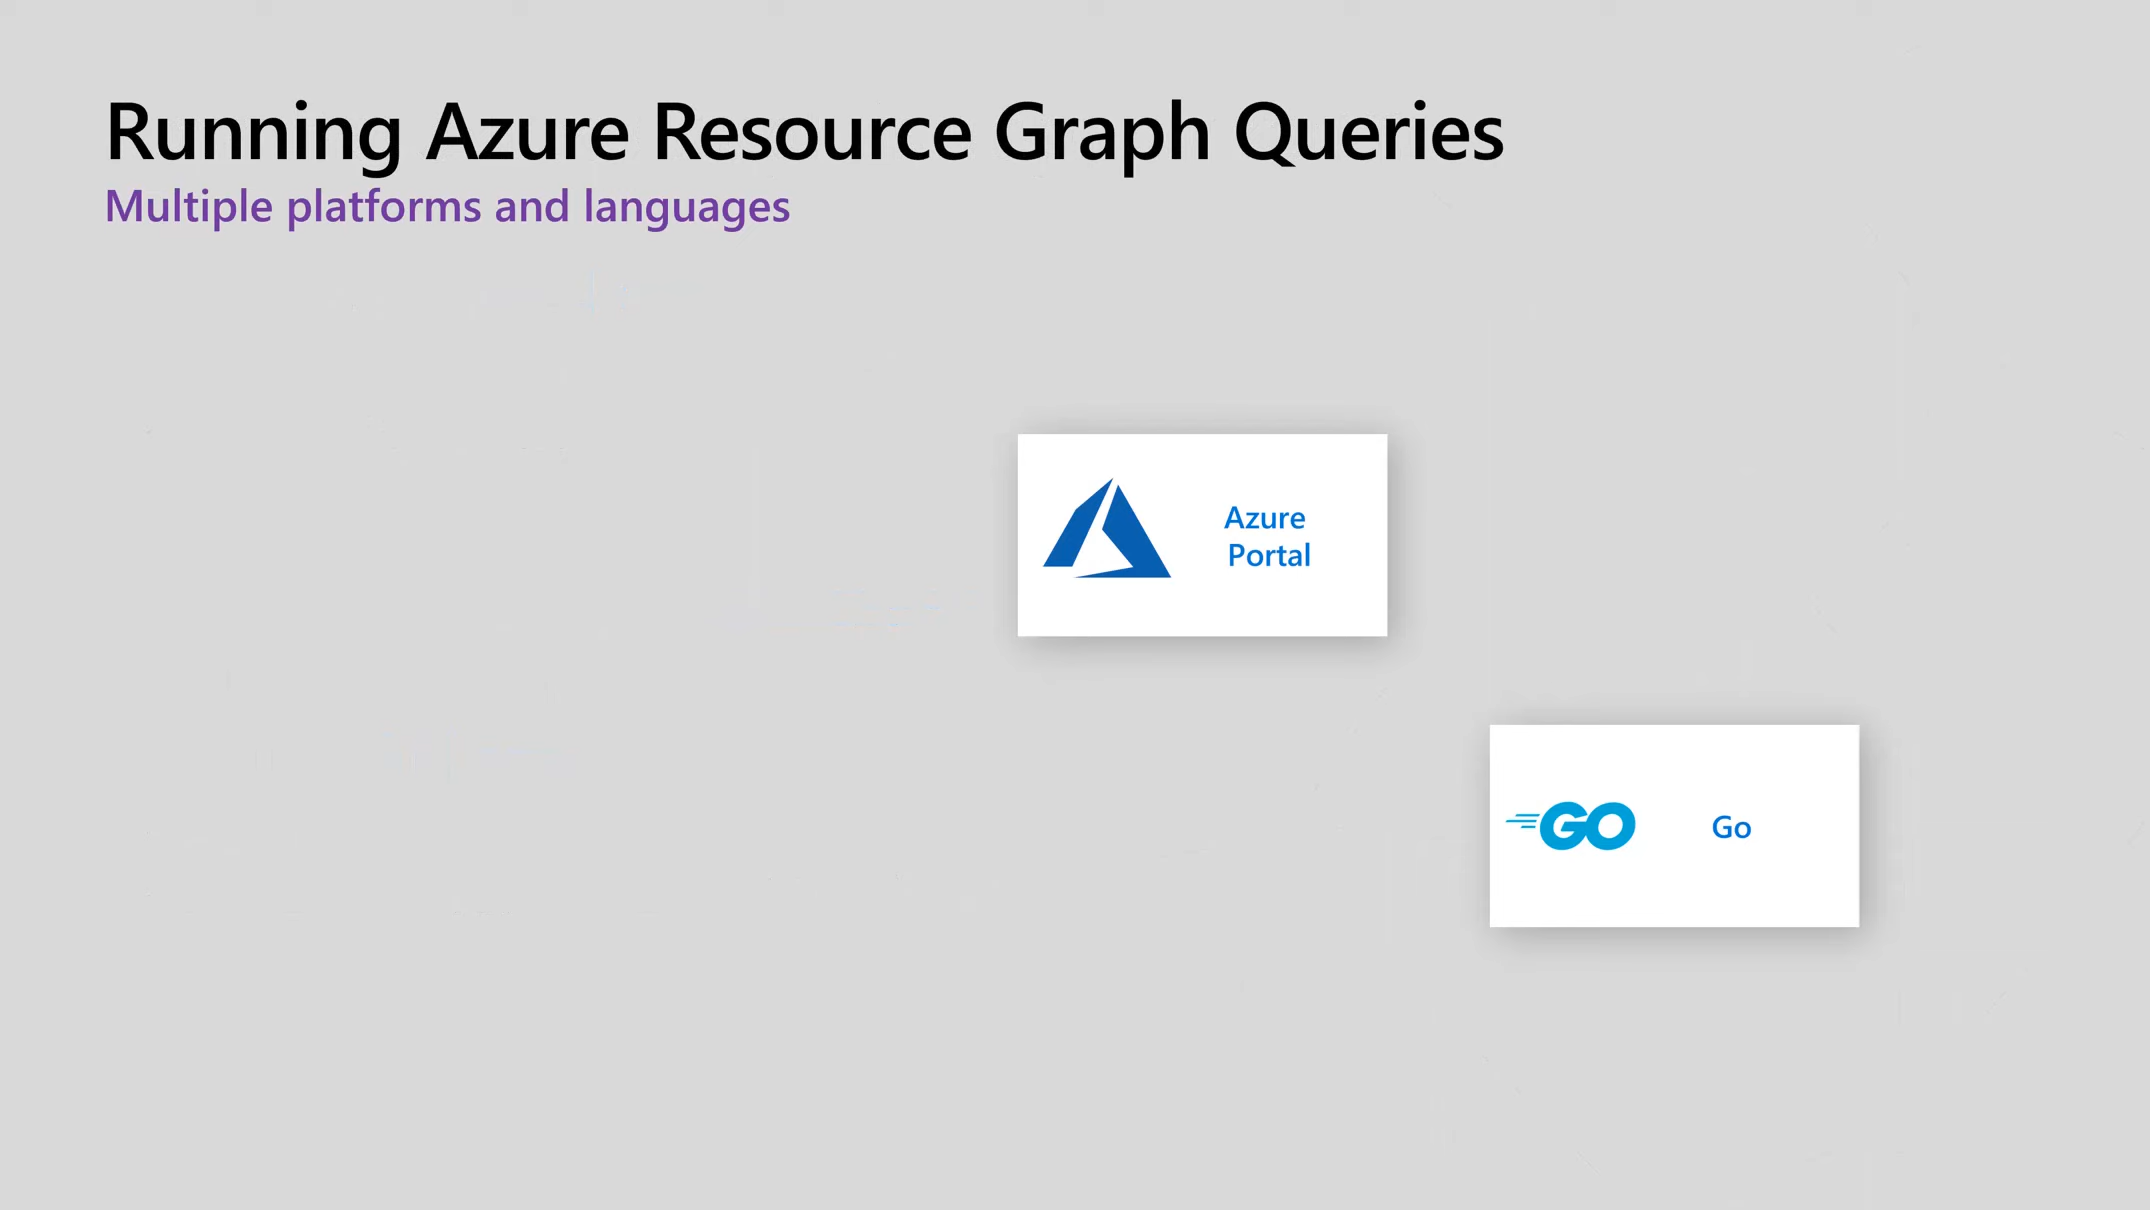 Running Azure Resource Graph Queries
Multiple platforms and languages
Azure
Portal
GO
Go